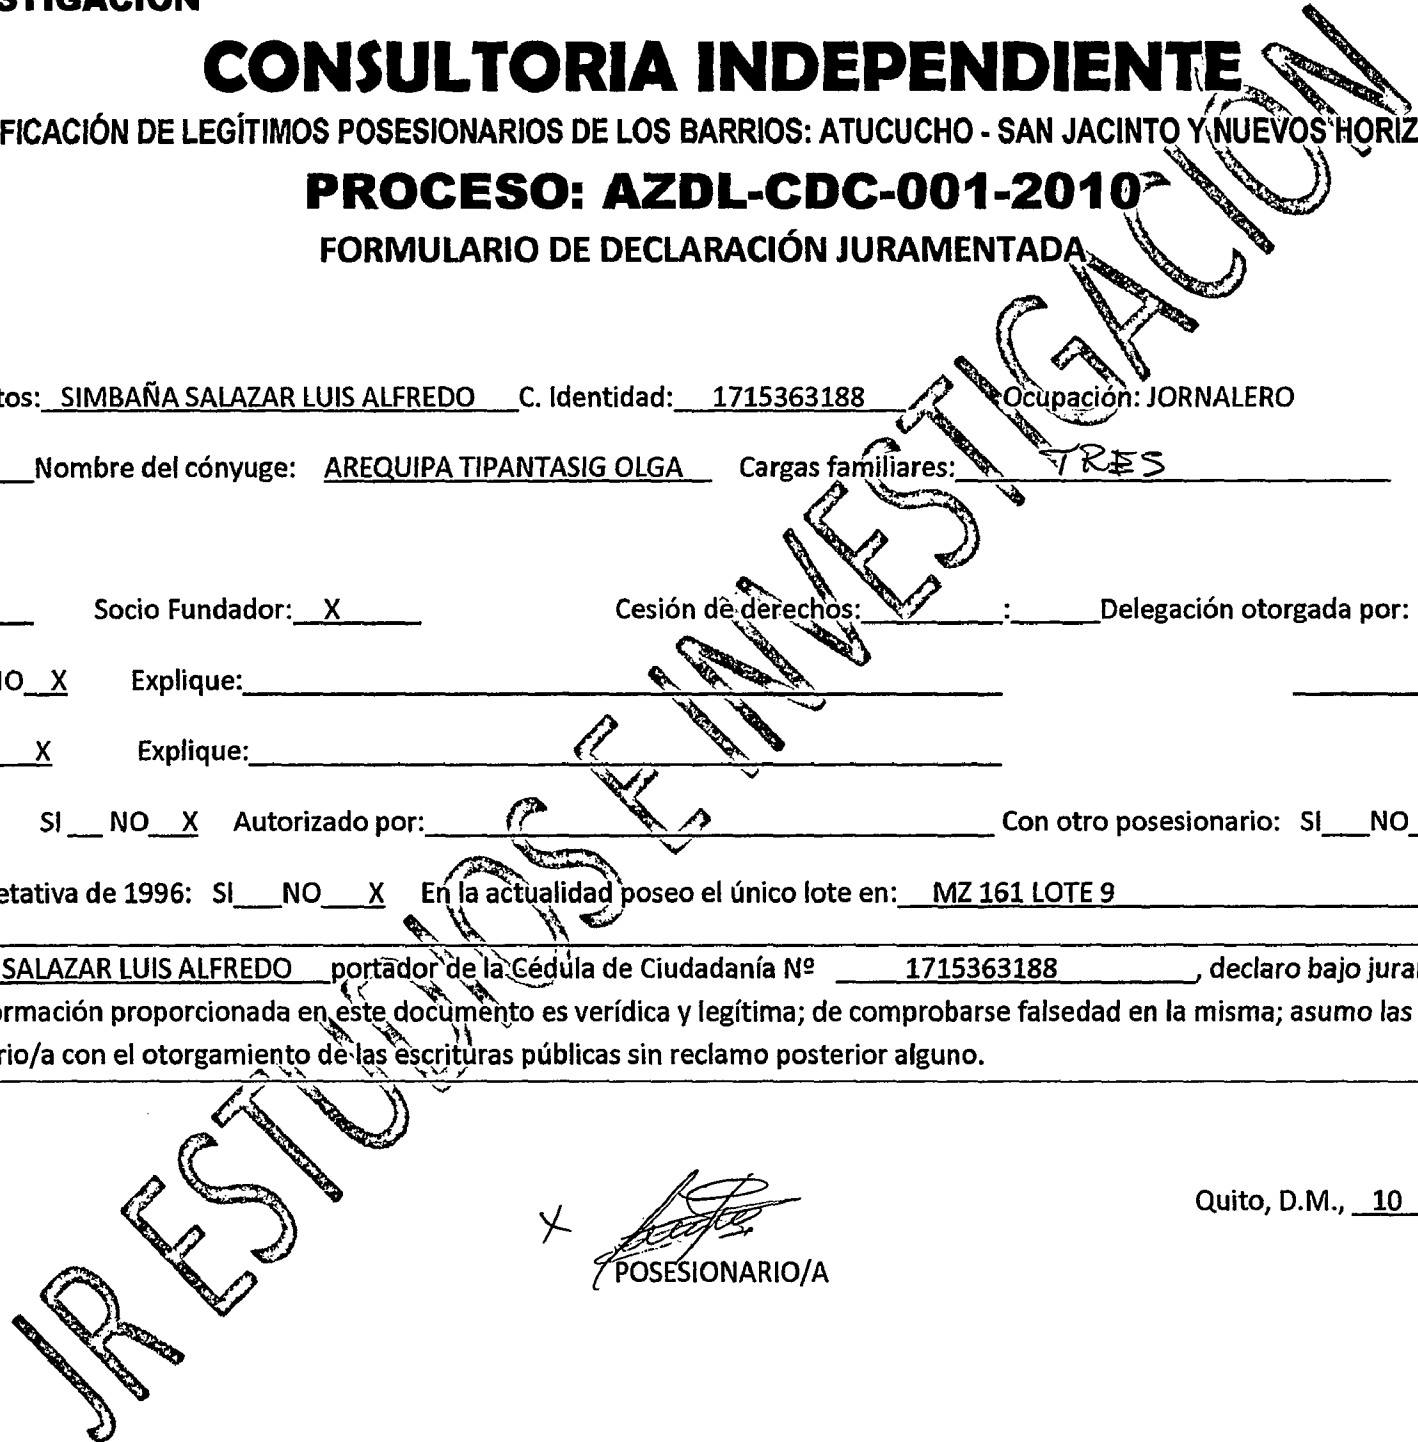 STIGACIÓN
CONSULTORIA INDEPENDIENTE
FICACIÓN DE LEGÍTIMOS POSESIONARIOS DE LOS BARRIOS: ATUCUCHO - SAN JACINTO Y NUEVOS HORIZ
PROCESO: AZDL-CDC-001-2010
FORMULARIO DE DECLARACIÓN JURAMENTADA
tos: SIMBAÑA SALAZAR LUIS ALFREDO C. Identidad: 1715363188 Ocupación: JORNALERO
Nombre del cónyuge: AREQUIPA TIPANTASIG OLGA Cargas familiares: TRES
Socio Fundador: X Cesión de derechos: : Delegación otorgada por:
NO X Explique:
X Explique:
SI NO X Autorizado por: Con otro posesionario: SI NO
etativa de 1996: SI NO X En la actualidad poseo el único lote en: MZ 161 LOTE 9
SALAZAR LUIS ALFREDO portador de la Cédula de Ciudadanía Nº 1715363188, declaro bajo jura
ormación proporcionada en este documento es verídica y legítima; de comprobarse falsedad en la misma; asumo las
rio/a con el otorgamiento de las escrituras públicas sin reclamo posterior alguno.
Quito, D.M., 10
X
POSESIONARIO/A
JR ESTUDIOS E INVESTIGACION